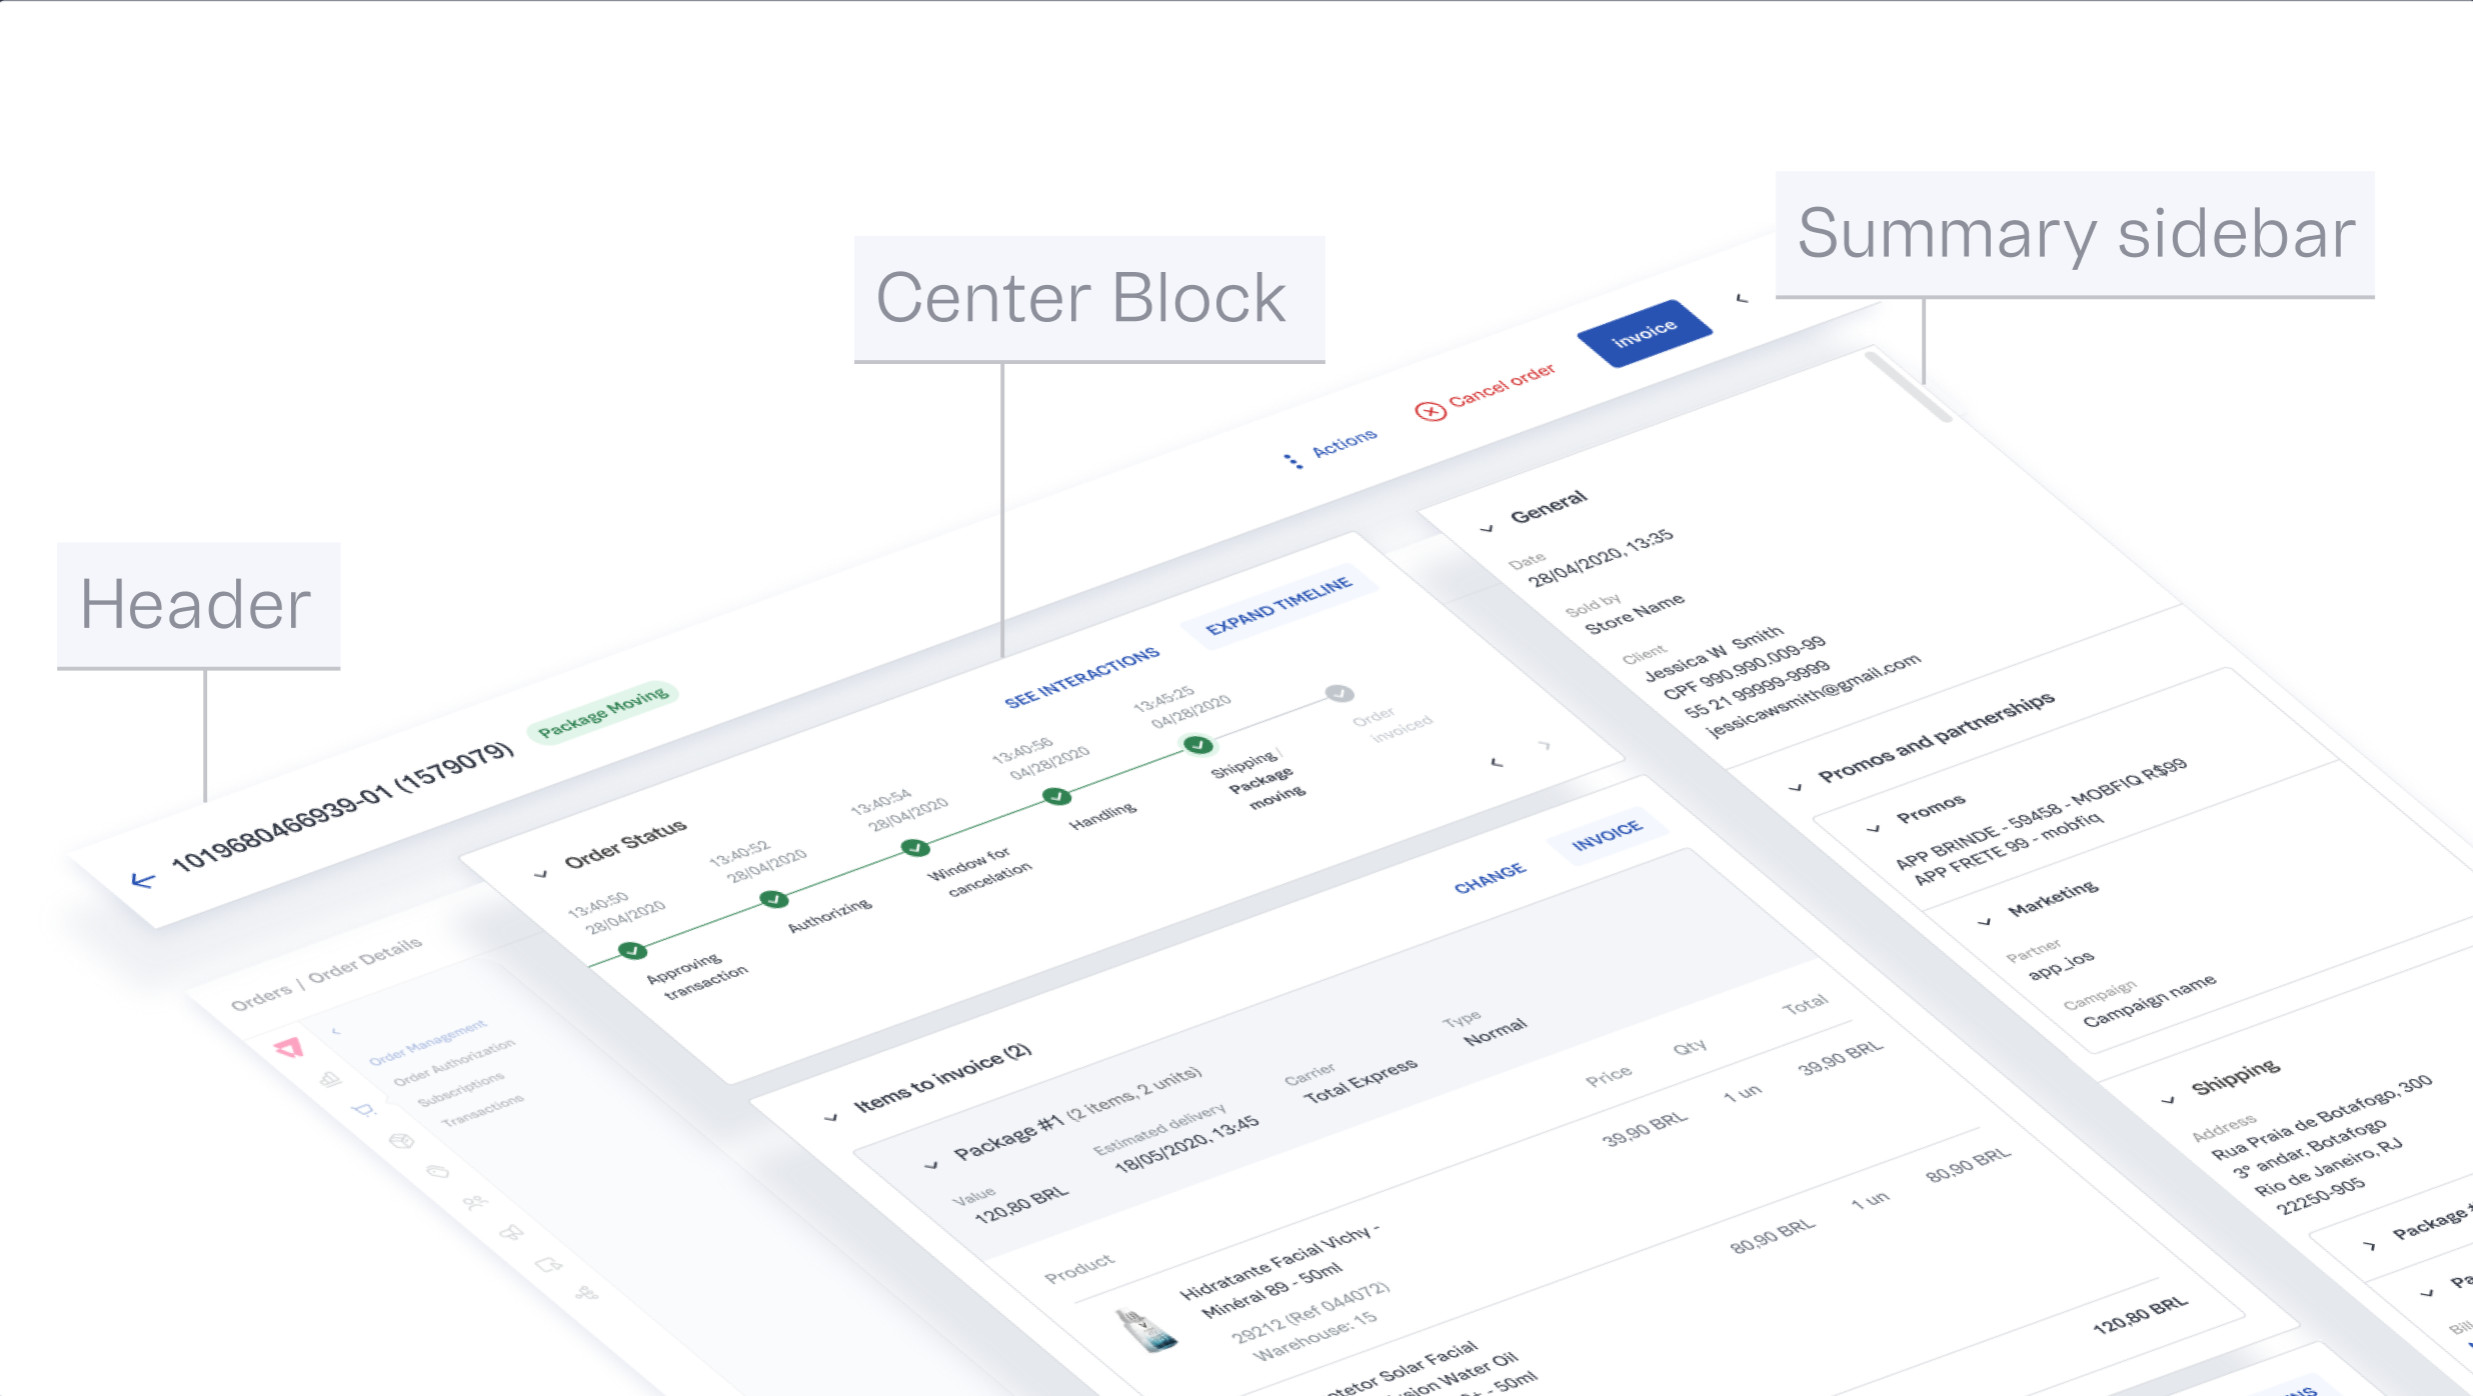 Summary sidebar
Center Block
Header
1019680466939-01 (1579079)
Package Moving
Actions
Cancel order
invoice
Orders / Order Details
Order Management
Order Authorization
Subscriptions
Transactions
Order Status
SEE INTERACTIONS
EXPAND TIMELINE
13:40:50
28/04/2020
Approving
transaction
13:40:52
28/04/2020
Authorizing
13:40:54
28/04/2020
Window for
cancelation
13:40:56
04/28/2020
Handling
13:45:25
04/28/2020
Shipping /
Package
moving
Order
invoiced
Items to invoice (2)
CHANGE
INVOICE
Package #1 (2 items, 2 units)
Value
120,80 BRL
Estimated delivery
18/05/2020, 13:45
Carrier
Total Express
Type
Normal
Product
Price
Qty
Total
Hidratante Facial Vichy -
Minéral 89 - 50ml
29212 (Ref 044072)
Warehouse: 15
39,90 BRL
1 un
39,90 BRL
Solar Facial
Water Oil
- 50ml
80,90 BRL
1 un
80,90 BRL
120,80 BRL
General
Date
28/04/2020, 13:35
Sold by
Store Name
Client
Jessica W Smith
CPF 990.990.009-99
55 21 99999-9999
jessicawsmith@gmail.com
Promos and partnerships
Promos
APP BRINDE - 59458 - MOBFIQ R$99
APP FRETE 99 - mobfiq
Marketing
Partner
app_ios
Campaign
Campaign name
Shipping
Address
Rua Praia de Botafogo, 300
3º andar, Botafogo
Rio de Janeiro, RJ
22250-905
Package